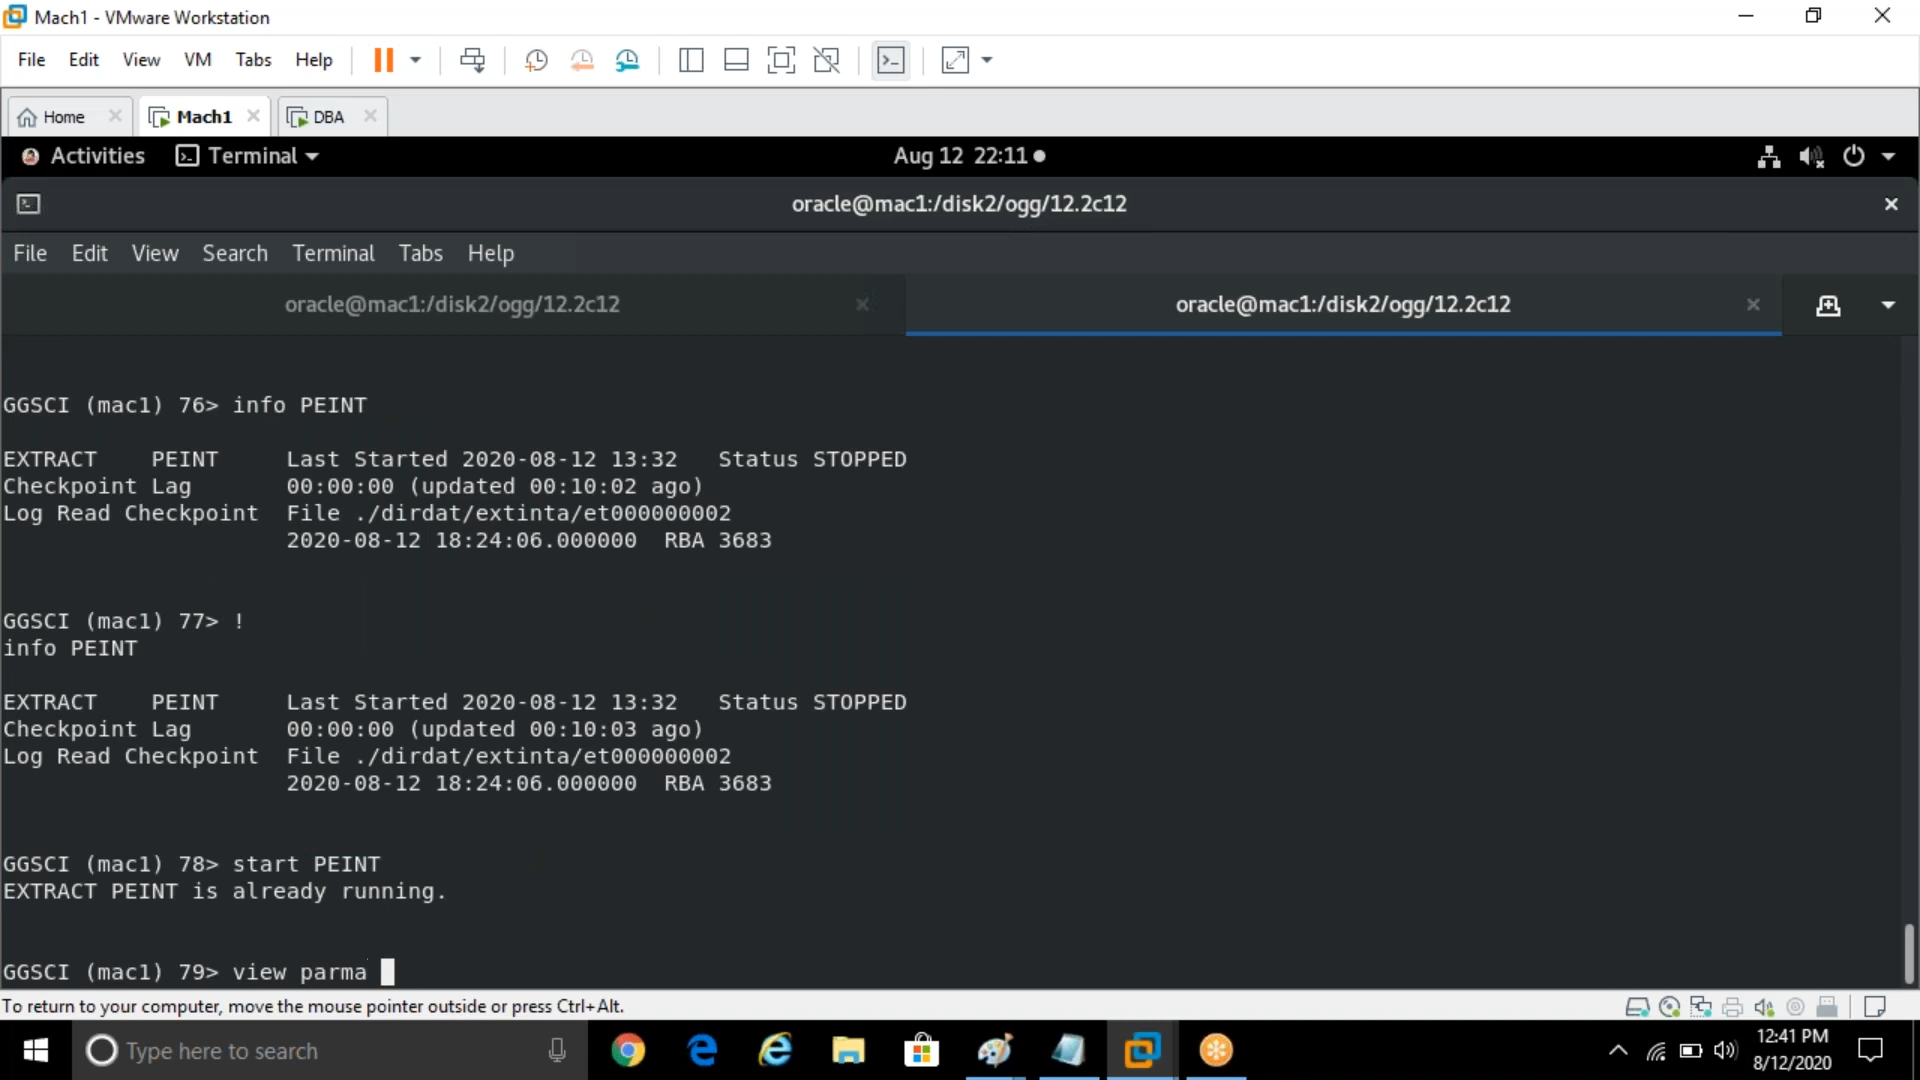 Mach1 - VMware Workstation
File Edit View VM Tabs Help
Home Mach1 DBA
Activities Terminal Aug 12 22:11
oracle@mac1:/disk2/ogg/12.2c12
File Edit View Search Terminal Tabs Help
oracle@mac1:/disk2/ogg/12.2c12 oracle@mac1:/disk2/ogg/12.2c12
GGSCI (mac1) 76> info PEINT
EXTRACT    PEINT     Last Started 2020-08-12 13:32   Status STOPPED
Checkpoint Lag       00:00:00 (updated 00:10:02 ago)
Log Read Checkpoint  File ./dirdat/extinta/et000000002
2020-08-12 18:24:06.000000  RBA 3683
GGSCI (mac1) 77> !
info PEINT
EXTRACT    PEINT     Last Started 2020-08-12 13:32   Status STOPPED
Checkpoint Lag       00:00:00 (updated 00:10:03 ago)
Log Read Checkpoint  File ./dirdat/extinta/et000000002
2020-08-12 18:24:06.000000  RBA 3683
GGSCI (mac1) 78> start PEINT
EXTRACT PEINT is already running.
GGSCI (mac1) 79> view parma
To return to your computer, move the mouse pointer outside or press Ctrl+Alt.
Type here to search
12:41 PM
8/12/2020